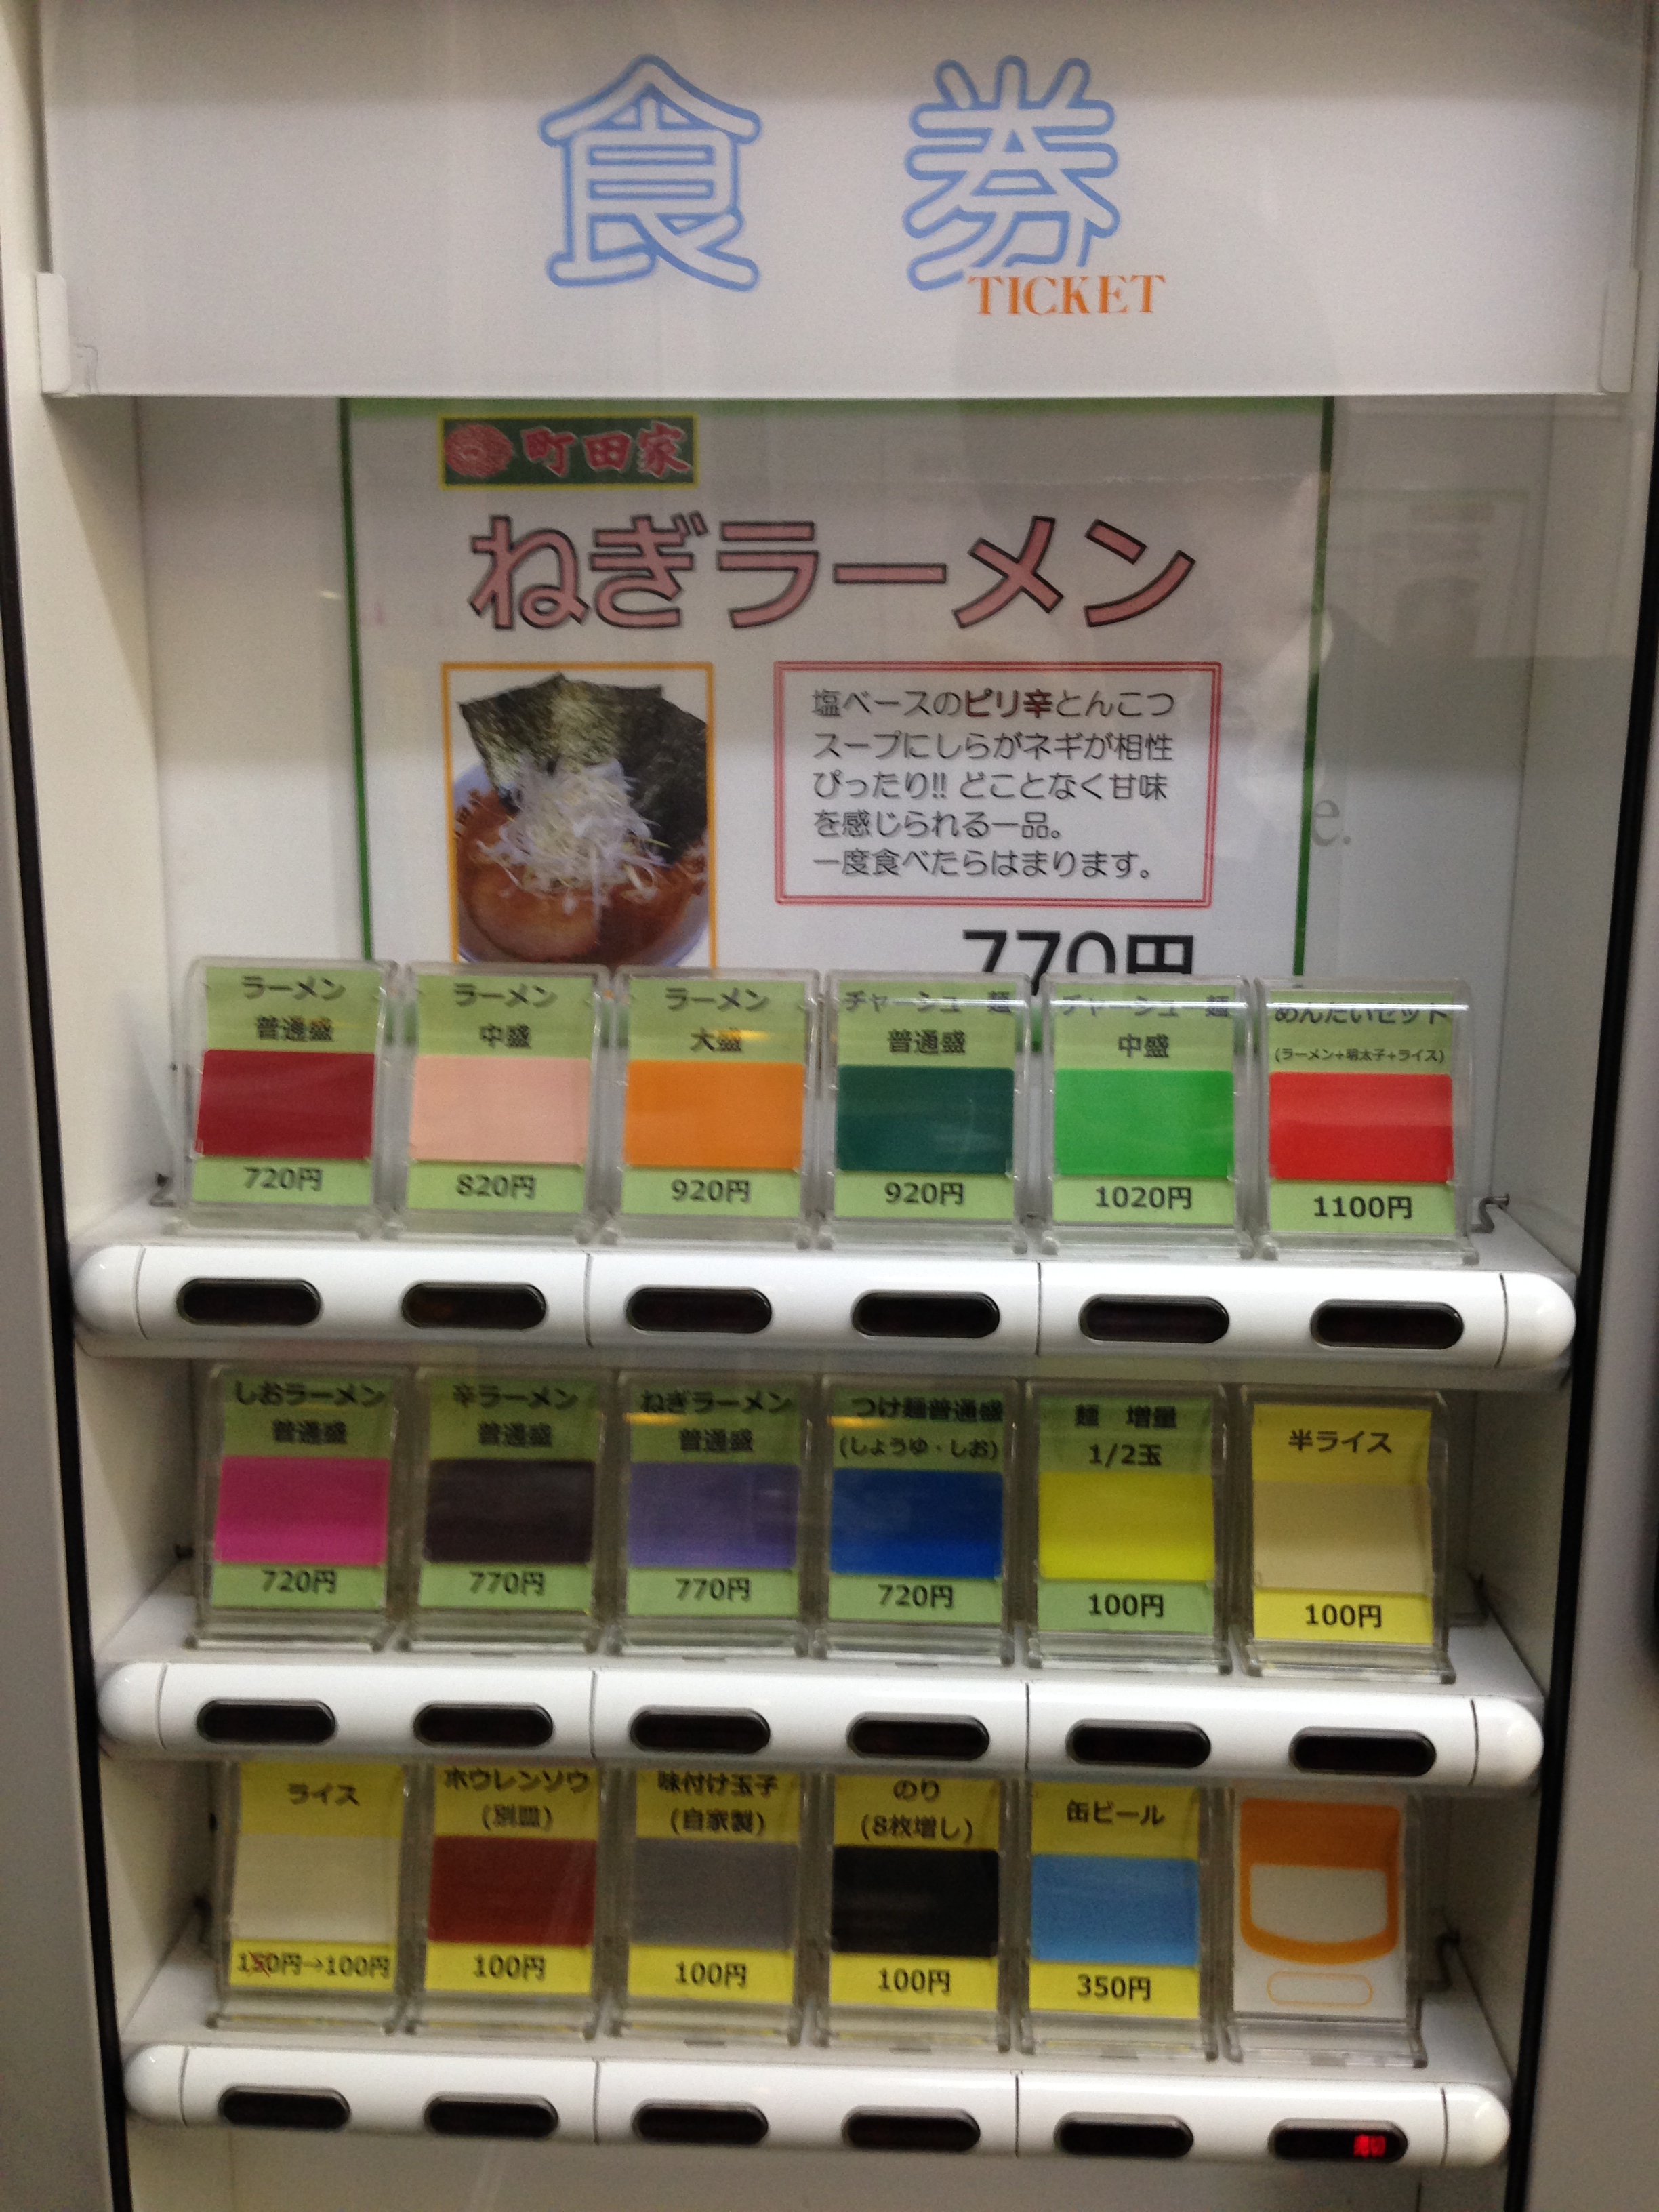 食券
TICKET
町田家
ねぎラーメン
塩ベースのピリ辛とんこつ
スープにしらがネギが相性
ぴったり!! どことなく甘味
を感じられる一品。
一度食べたらはまります。
770円
ラーメン
普通盛
720円
ラーメン
中盛
820円
ラーメン
大盛
920円
チャーシュー麺
普通盛
920円
チャーシュー麺
中盛
1020円
めんたいセット
(ラーメン+明太子+ライス)
1100円
しおラーメン
普通盛
720円
辛ラーメン
普通盛
770円
ねぎラーメン
普通盛
770円
つけ麺普通盛
(しょうゆ・しお)
720円
麺 増量
1/2玉
100円
半ライス
100円
ライス
150円→100円
ホウレンソウ
(別皿)
100円
味付け玉子
(自家製)
100円
のり
(8枚増し)
100円
缶ビール
350円
売切